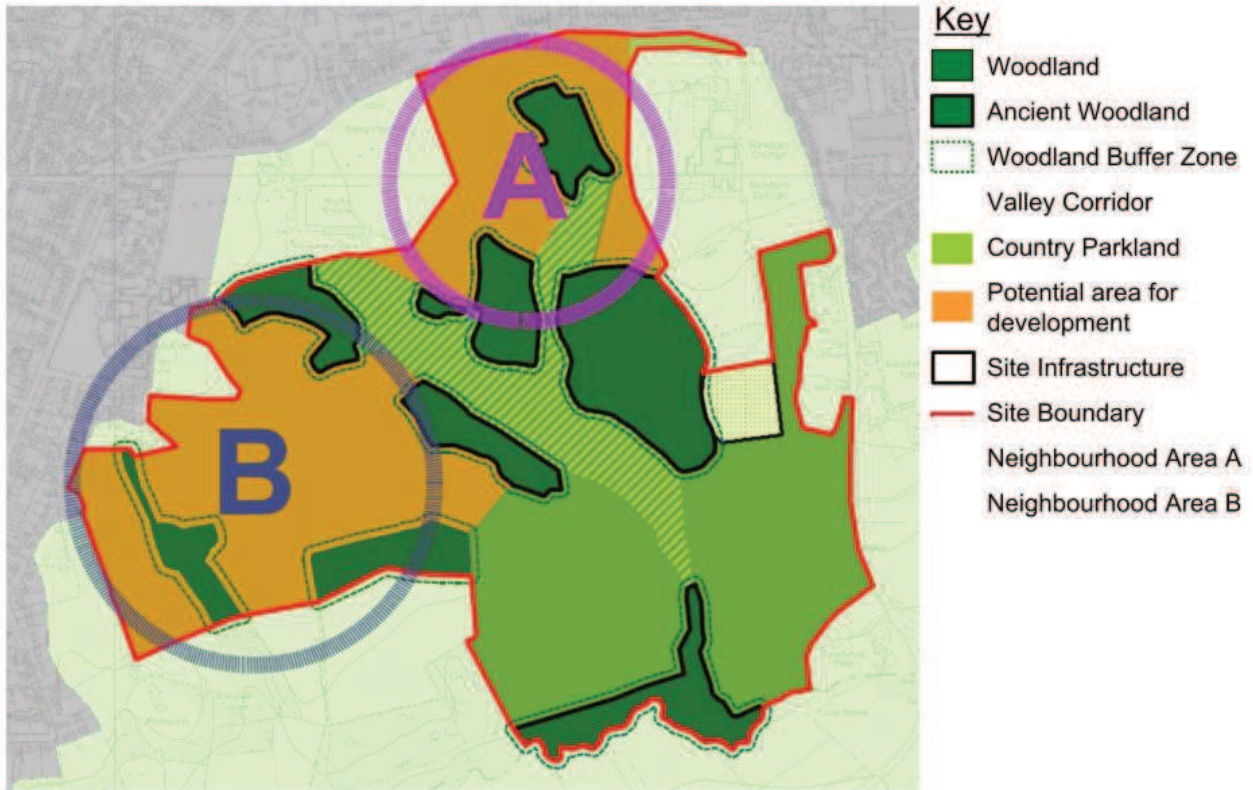 Key
Woodland
Ancient Woodland
Woodland Buffer Zone
Valley Corridor
Country Parkland
Potential area for
development
Site Infrastructure
Site Boundary
Neighbourhood Area A
Neighbourhood Area B
A
B